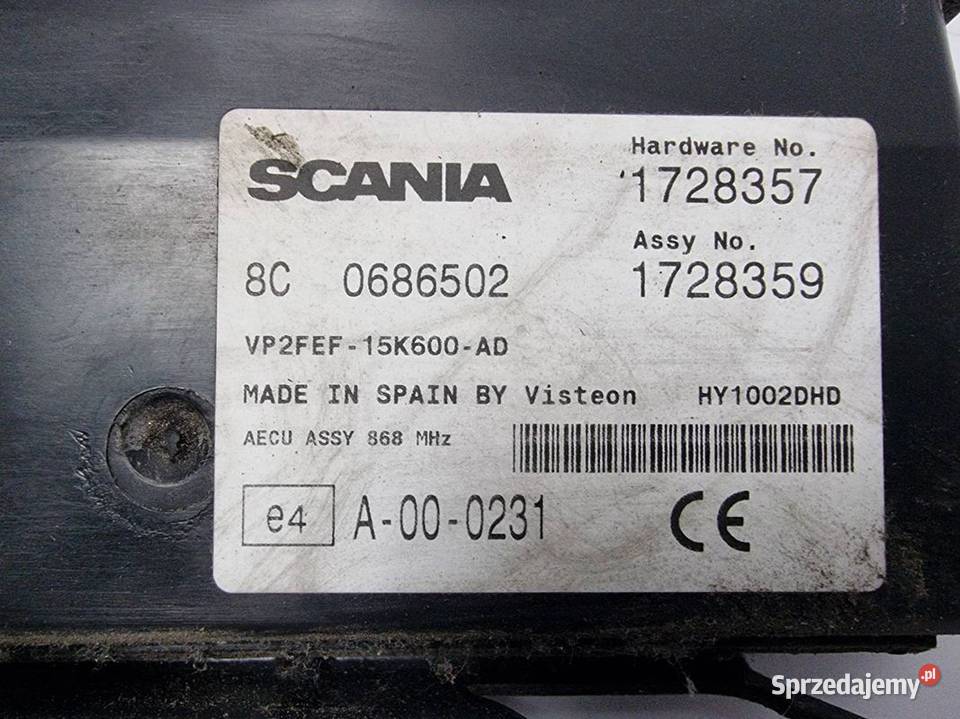 SCANIA
Hardware No.
1728357
Assy No.
8C 0686502
1728359
VP2FEF-15K600-AD
MADE IN SPAIN BY Visteon HY1002DHD
AECU ASSY 868 MHz
e4 A-00-0231 CE
Sprzedajemy.pl